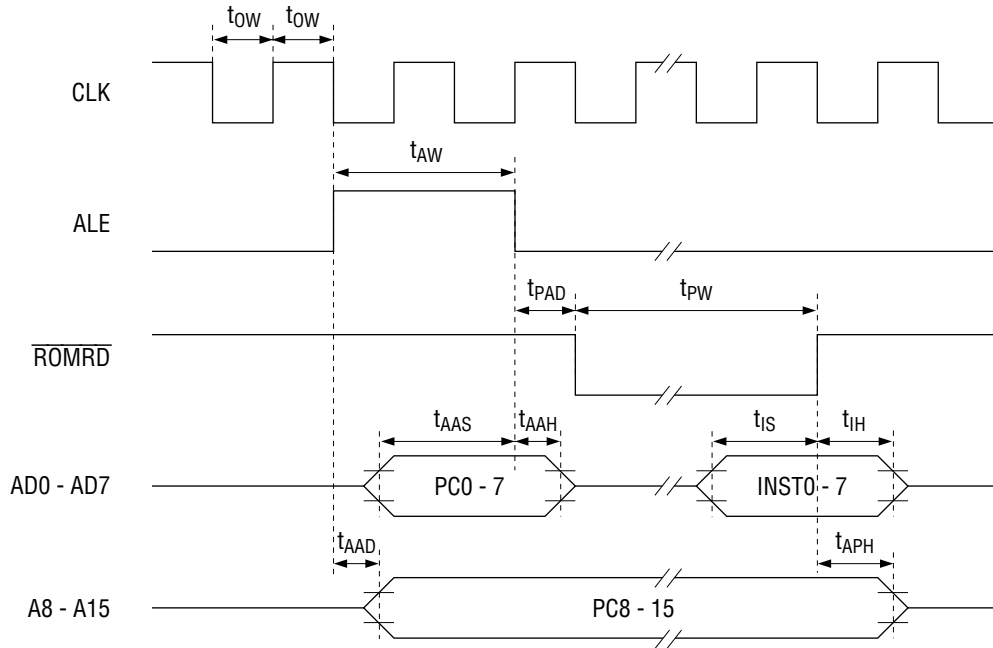 tOW tOW
CLK
tAW
ALE
tPAD tPW
ROMRD
tAAS tAAH tIS tIH
AD0 - AD7 PC0 - 7 INST0 - 7
tAAD tAPH
A8 - A15 PC8 - 15